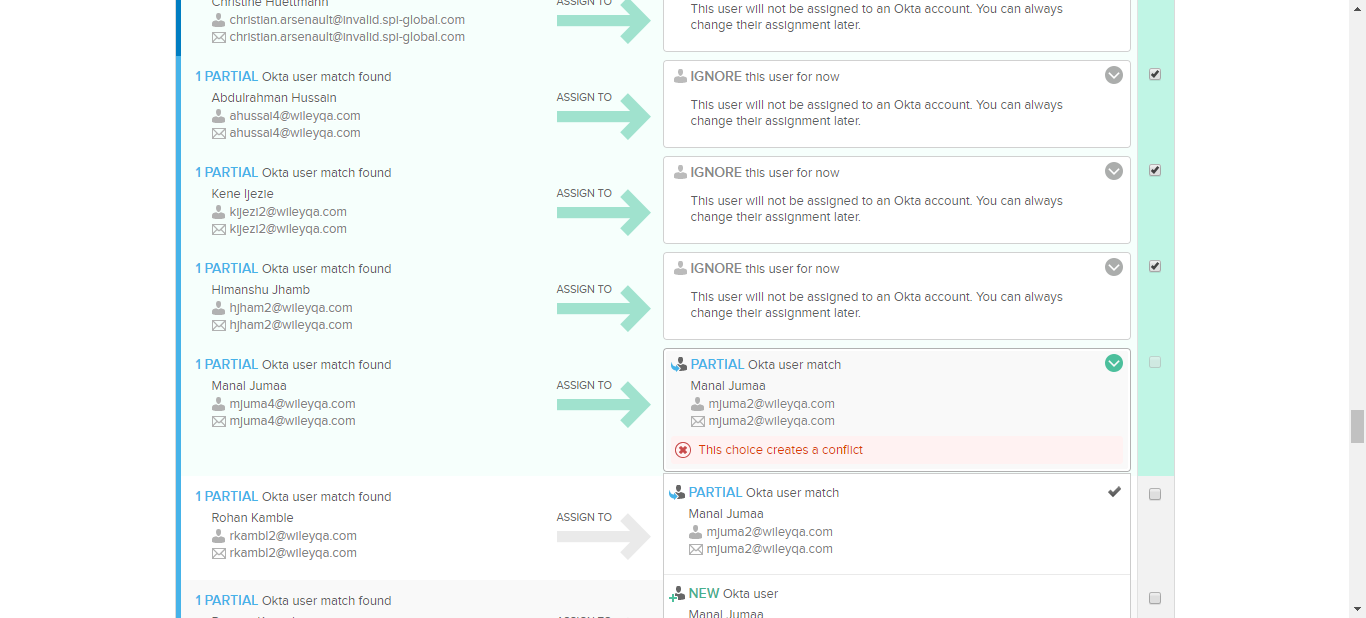 Christine Huettmann
christian.arsenault@invalid.spi-global.com
christian.arsenault@invalid.spi-global.com
ASSIGN TO
This user will not be assigned to an Okta account. You can always
change their assignment later.
1 PARTIAL Okta user match found
Abdulrahman Hussain
ahussai4@wileyqa.com
ahussai4@wileyqa.com
ASSIGN TO
IGNORE this user for now
This user will not be assigned to an Okta account. You can always
change their assignment later.
1 PARTIAL Okta user match found
Kene Ijezie
kijezi2@wileyqa.com
kijezi2@wileyqa.com
ASSIGN TO
IGNORE this user for now
This user will not be assigned to an Okta account. You can always
change their assignment later.
1 PARTIAL Okta user match found
Himanshu Jhamb
hjham2@wileyqa.com
hjham2@wileyqa.com
ASSIGN TO
IGNORE this user for now
This user will not be assigned to an Okta account. You can always
change their assignment later.
1 PARTIAL Okta user match found
Manal Jumaa
mjuma4@wileyqa.com
mjuma4@wileyqa.com
ASSIGN TO
PARTIAL Okta user match
Manal Jumaa
mjuma2@wileyqa.com
mjuma2@wileyqa.com
This choice creates a conflict
1 PARTIAL Okta user match found
Rohan Kamble
rkambl2@wileyqa.com
rkambl2@wileyqa.com
ASSIGN TO
PARTIAL Okta user match
Manal Jumaa
mjuma2@wileyqa.com
mjuma2@wileyqa.com
1 PARTIAL Okta user match found
ASSIGN TO
NEW Okta user
Manal Jumaa